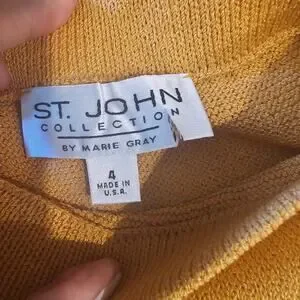 ST. JOHN
COLLECTION
BY MARIE GRAY
4
MADE IN
U.S.A.